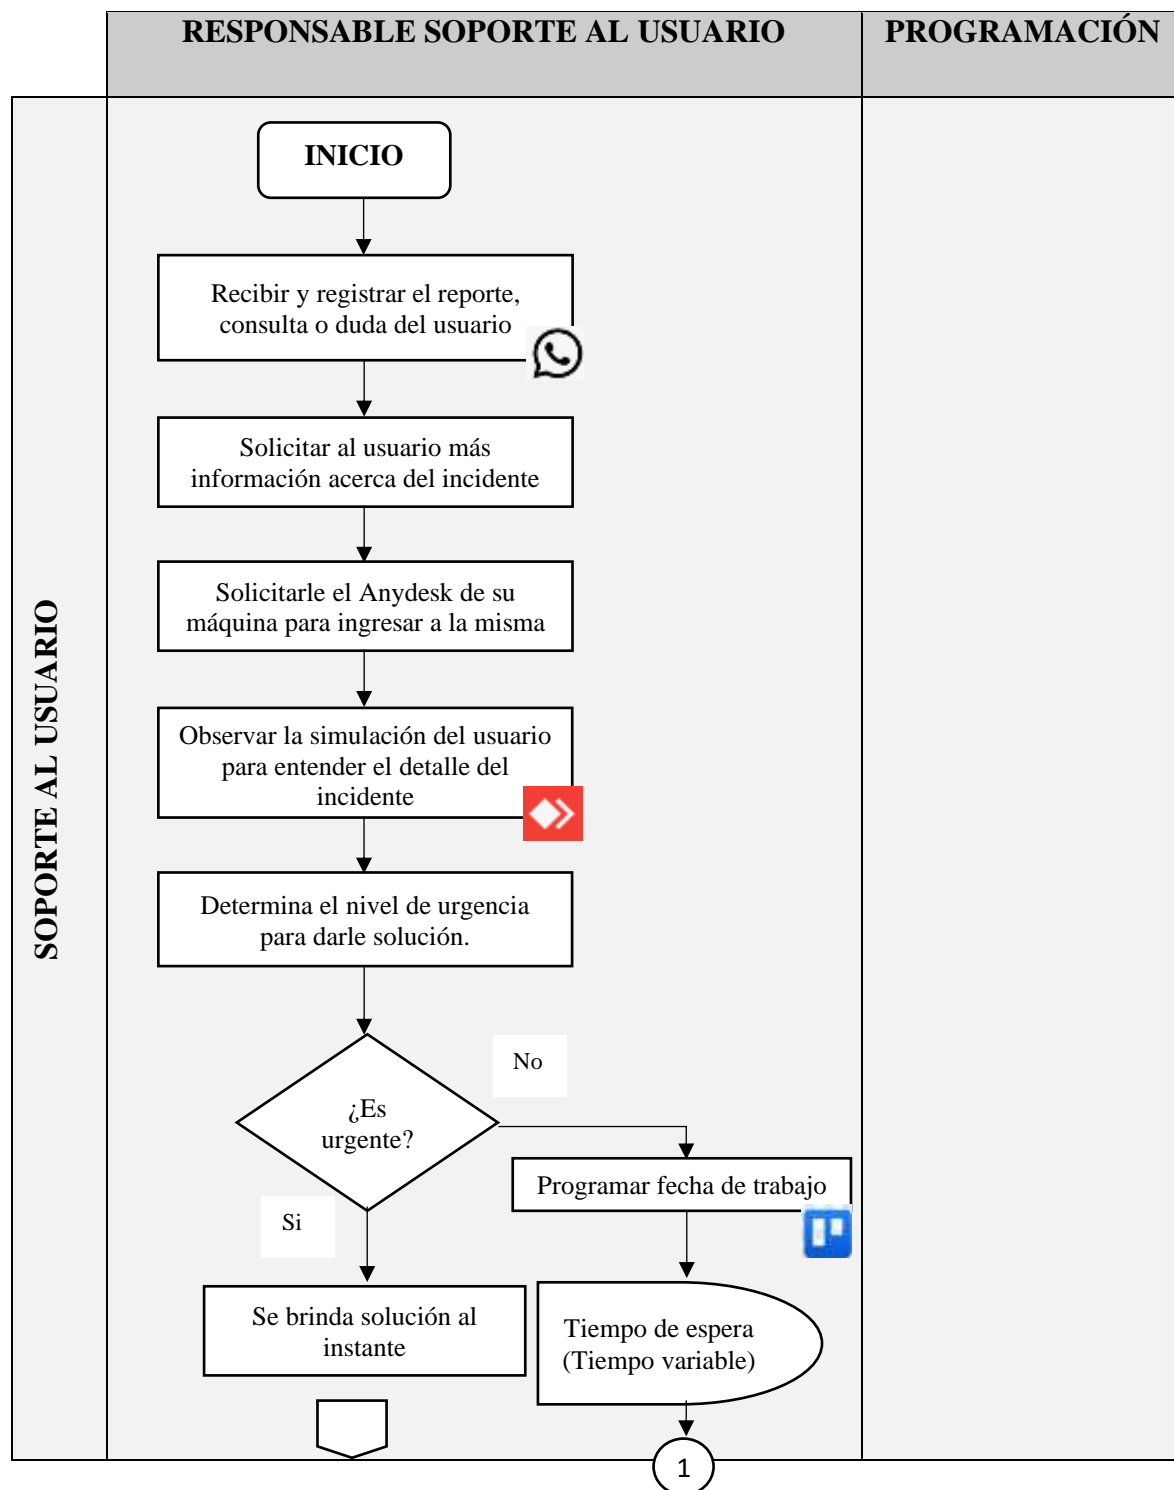 RESPONSABLE SOPORTE AL USUARIO
PROGRAMACIÓN
SOPORTE AL USUARIO
INICIO
Recibir y registrar el reporte,
consulta o duda del usuario
Solicitar al usuario más
información acerca del incidente
Solicitarle el Anydesk de su
máquina para ingresar a la misma
Observar la simulación del usuario
para entender el detalle del
incidente
Determina el nivel de urgencia
para darle solución.
¿Es
urgente?
No
Programar fecha de trabajo
Si
Se brinda solución al
instante
Tiempo de espera
(Tiempo variable)
1